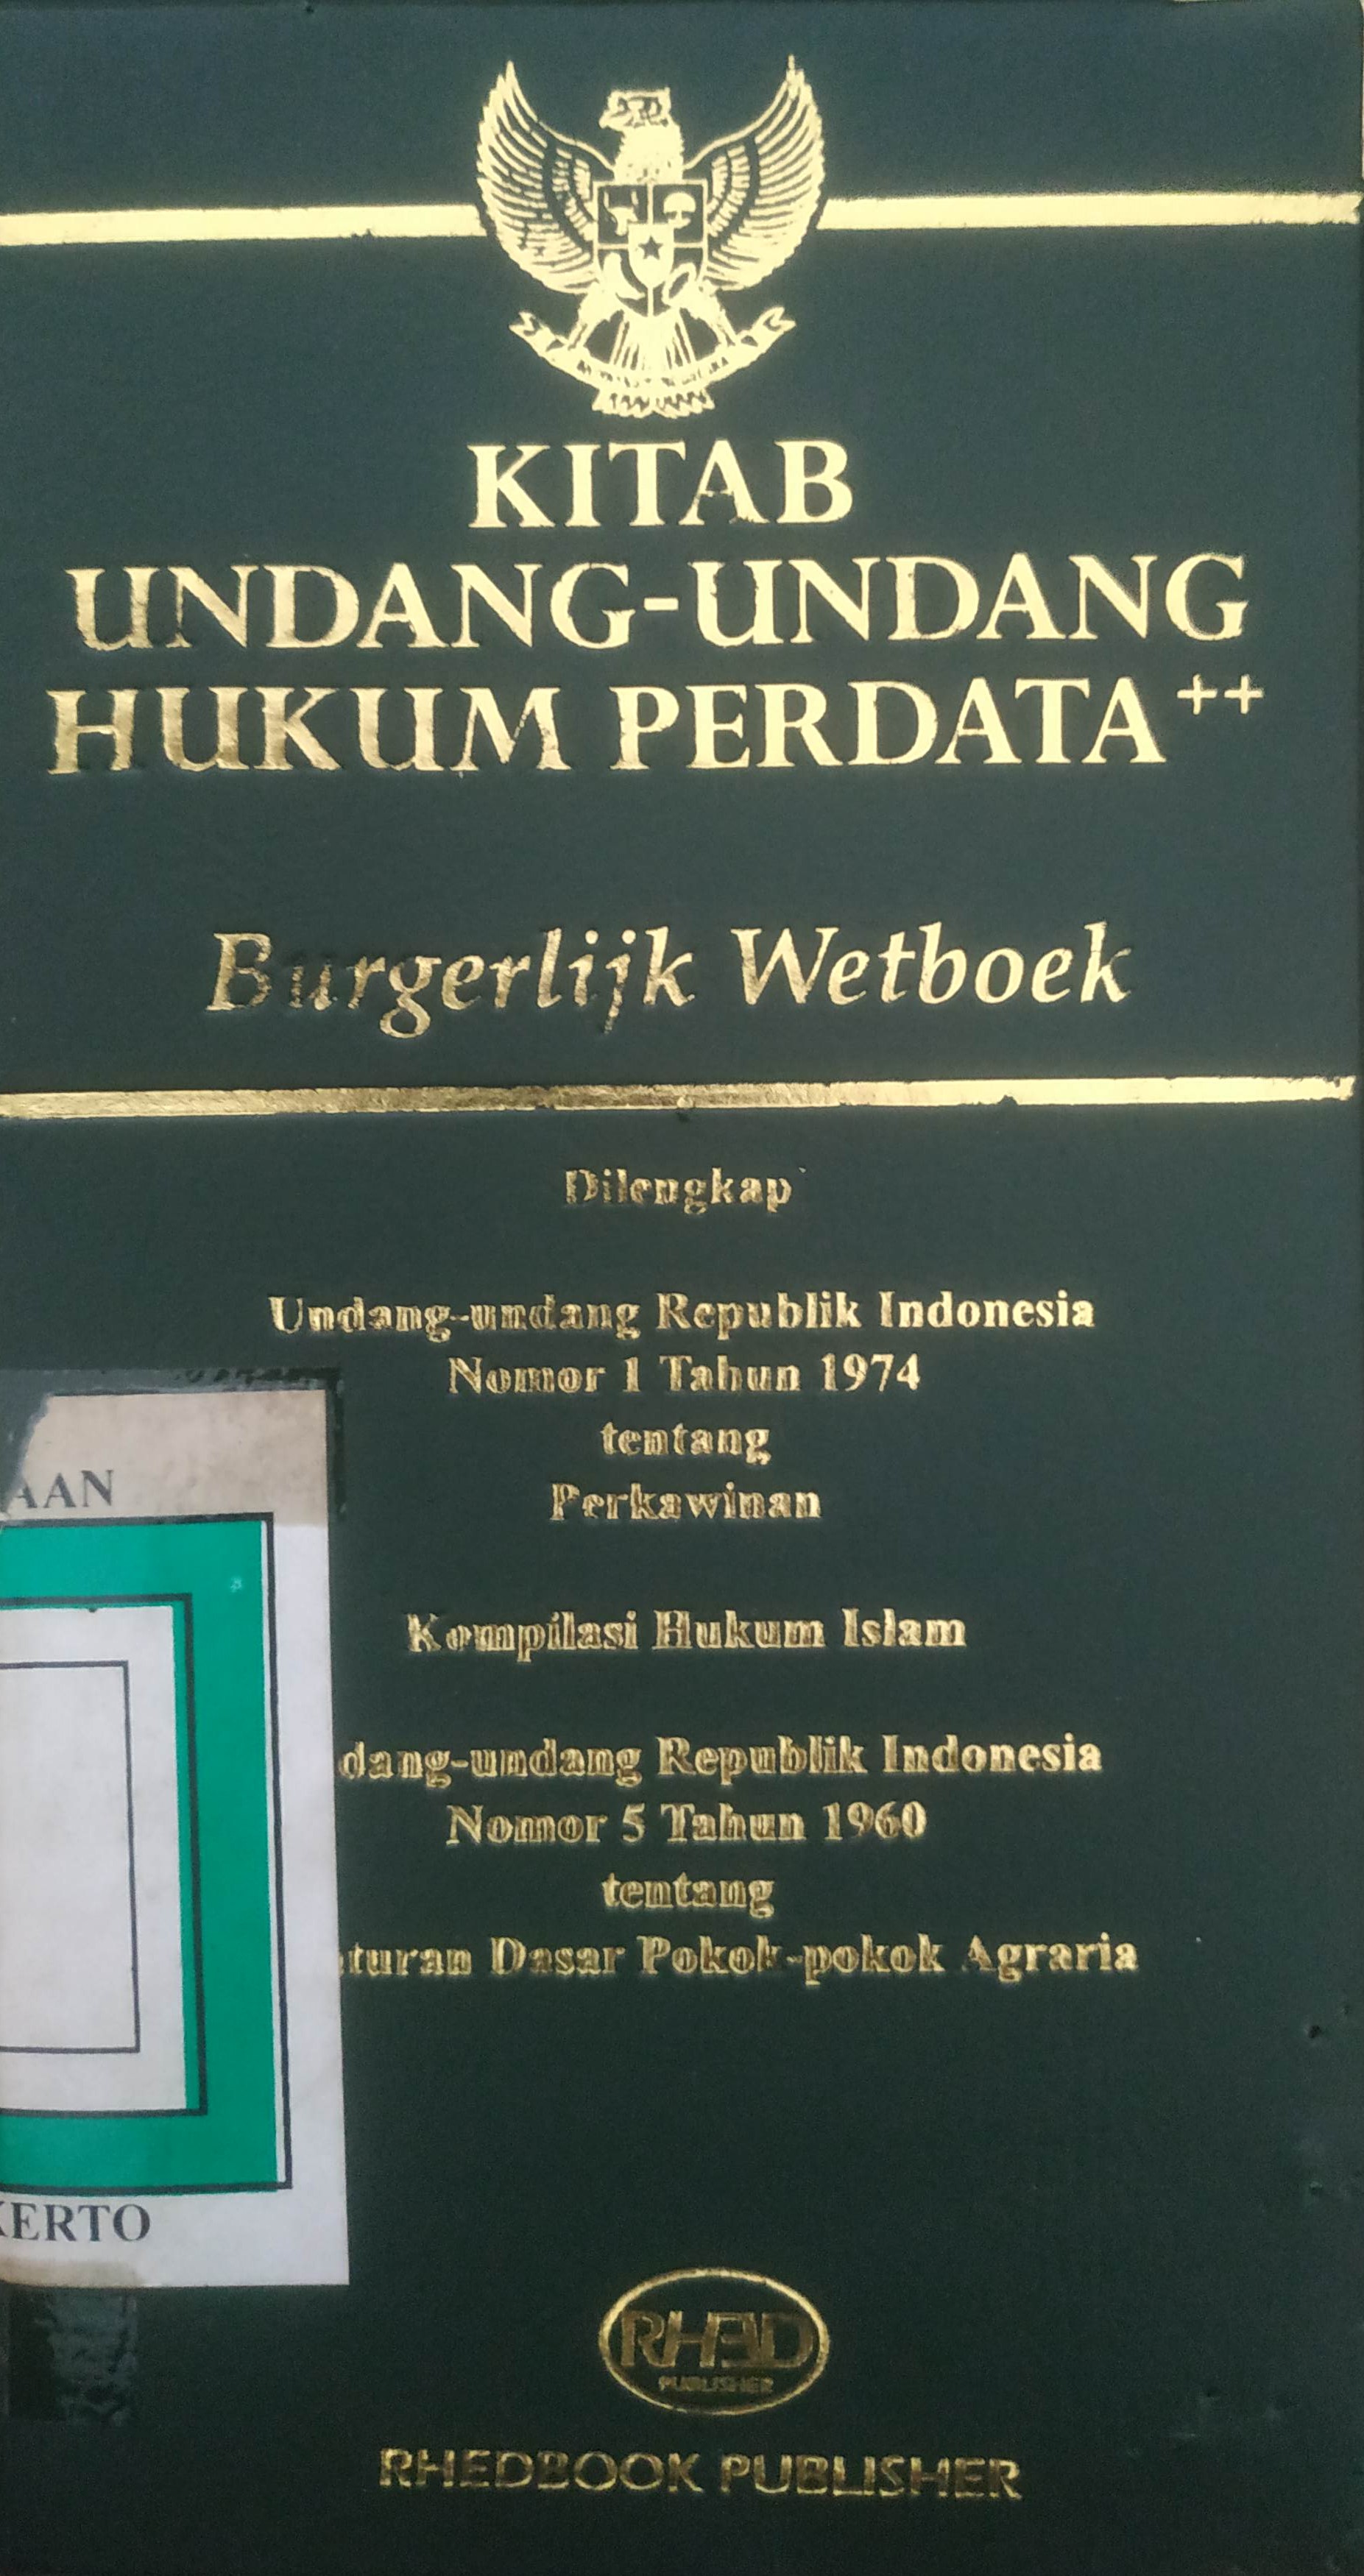 KITAB
UNDANG-UNDANG
HUKUM PERDATA++
Burgerlijk Wetboek
Dilengkap
Undang-undang Republik Indonesia
Nomor 1 Tahun 1974
tentang
Perkawinan
Kompilasi Hukum Islam
dang-undang Republik Indonesia
Nomor 5 Tahun 1960
tentang
turan Dasar Pokok-pokok Agraria
AAN
KERTO
RHED
PUBLISHER
RHEDBOOK PUBLISHER